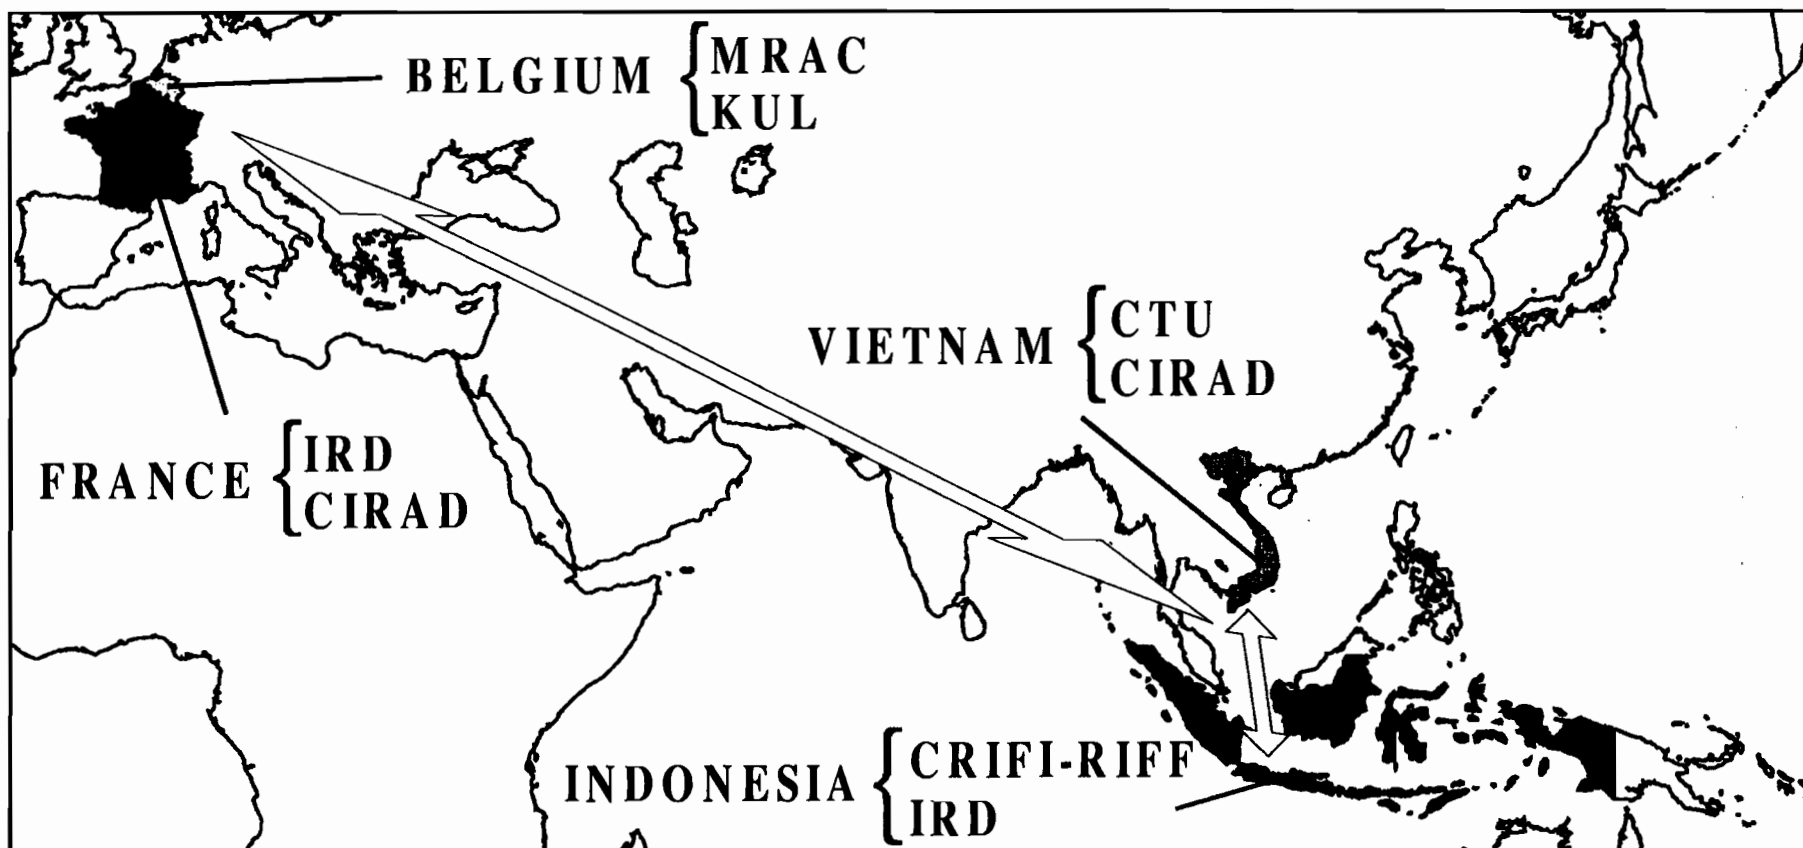 BELGIUM { MRAC
KUL
VIETNAM { CTU
CIRAD
FRANCE { IRD
CIRAD
INDONESIA { CRIFI-RIFF
IRD